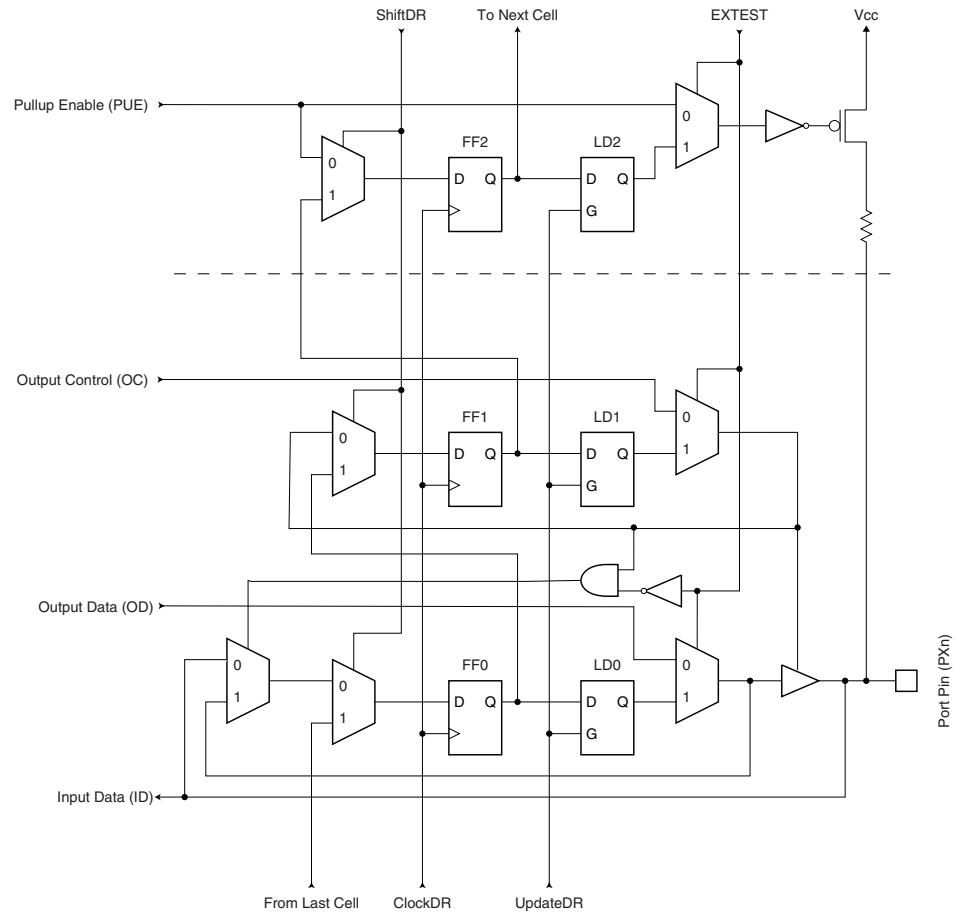 ShiftDR
To Next Cell
EXTEST
Vcc
Pullup Enable (PUE)
0
1
FF2
D Q
LD2
D Q
G
0
1
Output Control (OC)
0
1
FF1
D Q
LD1
D Q
G
0
1
Output Data (OD)
0
1
0
1
FF0
D Q
LD0
D Q
G
0
1
Port Pin (PXn)
Input Data (ID)
From Last Cell
ClockDR
UpdateDR